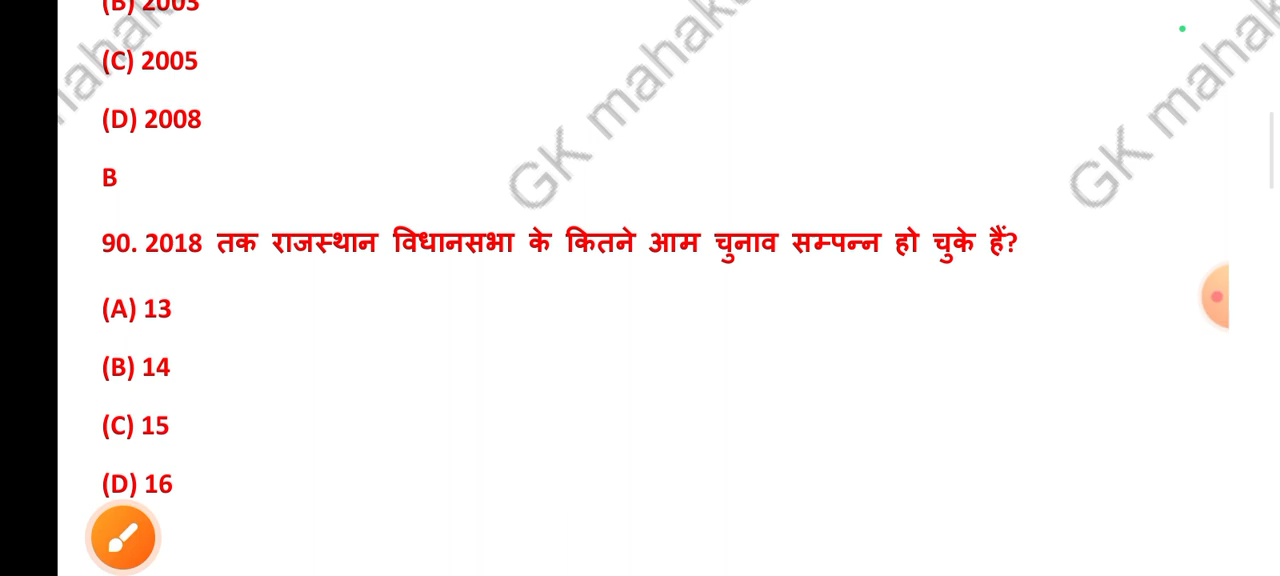 (B) 2003
(C) 2005
(D) 2008
B
90. 2018 तक राजस्थान विधानसभा के कितने आम चुनाव सम्पन्न हो चुके हैं?
(A) 13
(B) 14
(C) 15
(D) 16
GK mahak
GK mahak